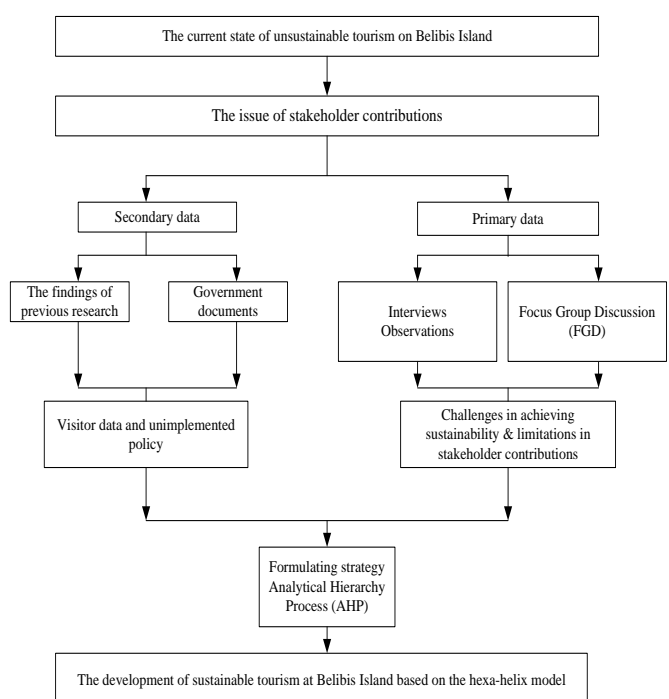 The current state of unsustainable tourism on Belibis Island
The issue of stakeholder contributions
Secondary data
Primary data
The findings of
previous research
Government
documents
Interviews
Observations
Focus Group Discussion
(FGD)
Visitor data and unimplemented
policy
Challenges in achieving
sustainability & limitations in
stakeholder contributions
Formulating strategy
Analytical Hierarchy
Process (AHP)
The development of sustainable tourism at Belibis Island based on the hexa-helix model